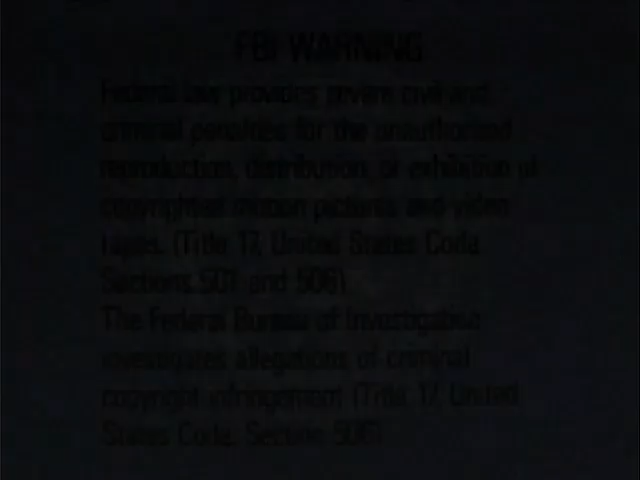 FBI WARNING
Federal law provides severe civil and
criminal penalties for the unauthorized
reproduction, distribution, or exhibition of
copyrighted motion pictures and video
tapes. (Title 17, United States Code,
Sections 501 and 506).
The Federal Bureau of Investigation
investigates allegations of criminal
copyright infringement (Title 17, United
States Code, Section 506).